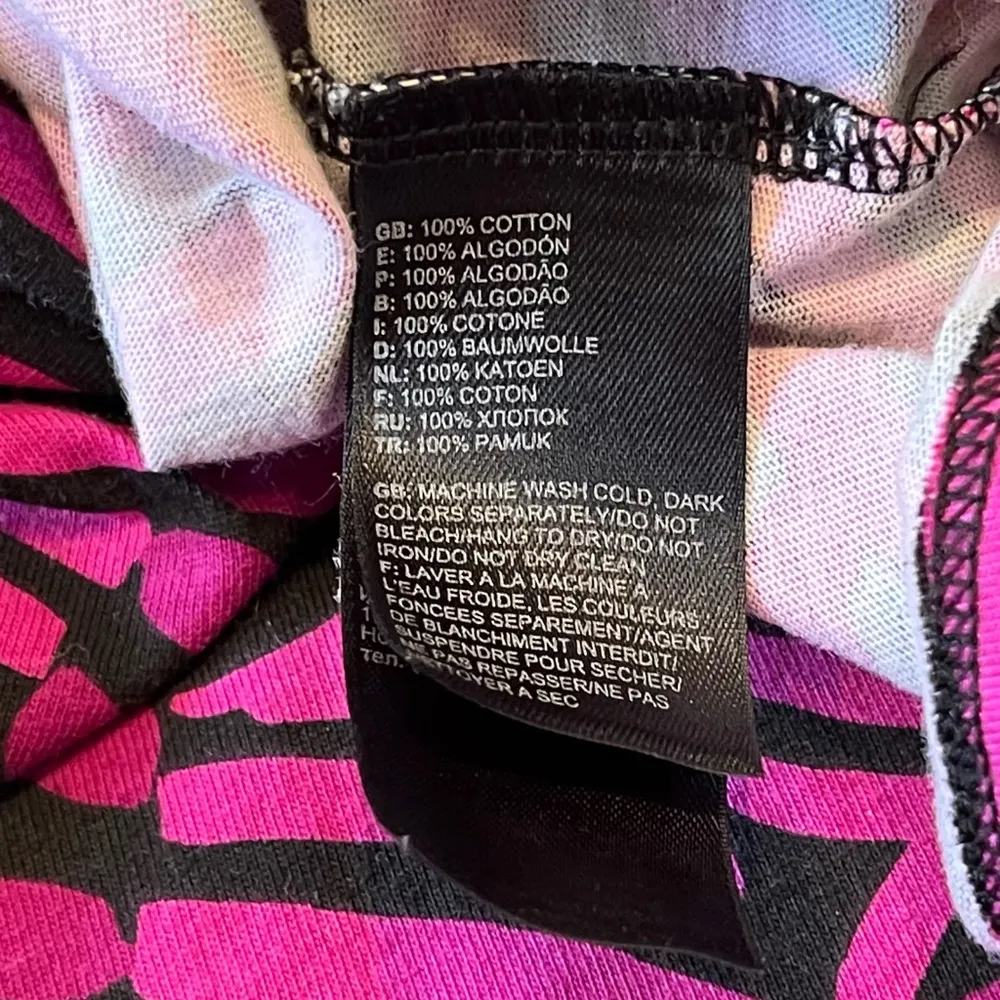 GB: 100% COTTON
E: 100% ALGODÓN
P: 100% ALGODÃO
B: 100% ALGODÃO
I: 100% COTONE
D: 100% BAUMWOLLE
NL: 100% KATOEN
F: 100% COTON
RU: 100% ХЛОПОК
TR: 100% PAMUK
GB: MACHINE WASH COLD, DARK
COLORS SEPARATELY/DO NOT
BLEACH/HANG TO DRY/DO NOT
IRON/DO NOT DRY CLEAN
F: LAVER A LA MACHINE A
L'EAU FROIDE, LES COULEURS
FONCEES SEPAREMENT/AGENT
DE BLANCHIMENT INTERDIT/
SUSPENDRE POUR SECHER/
NE PAS REPASSER/NE PAS
NETTOYER A SEC
тел.